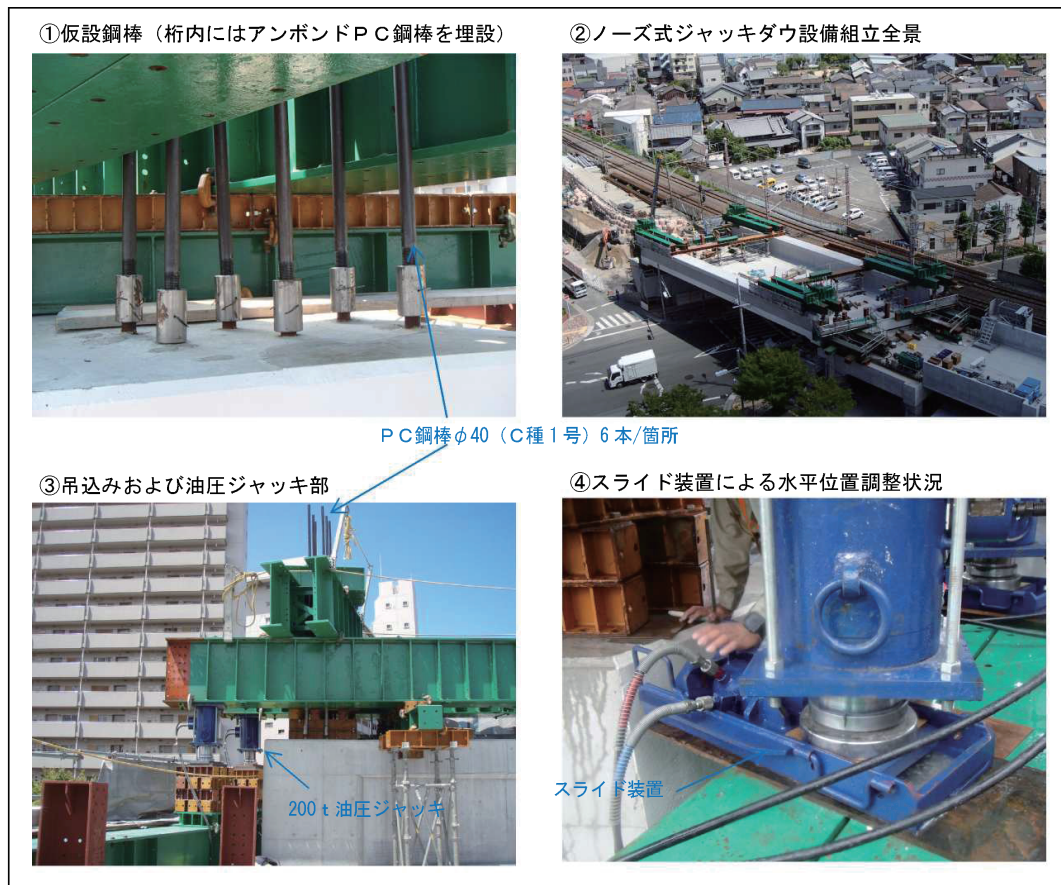 ①仮設鋼棒（桁内にはアンボンドＰＣ鋼棒を埋設）
②ノーズ式ジャッキダウ設備組立全景
ＰＣ鋼棒φ40（Ｃ種１号）６本/箇所
③吊込みおよび油圧ジャッキ部
④スライド装置による水平位置調整状況
200ｔ油圧ジャッキ
スライド装置